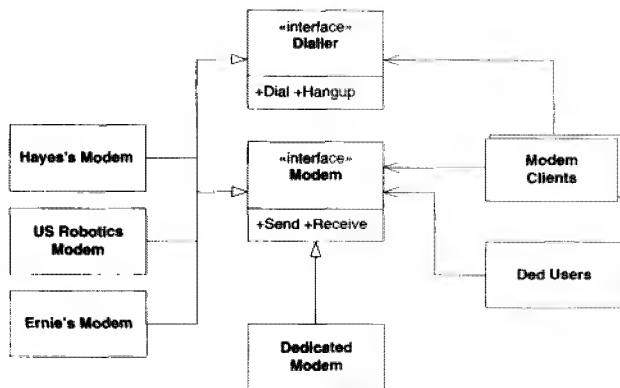 «interface»
Dialler
+Dial +Hangup
Hayes's Modem
«interface»
Modem
+Send +Receive
Modem
Clients
US Robotics
Modem
Ded Users
Ernie's Modem
Dedicated
Modem